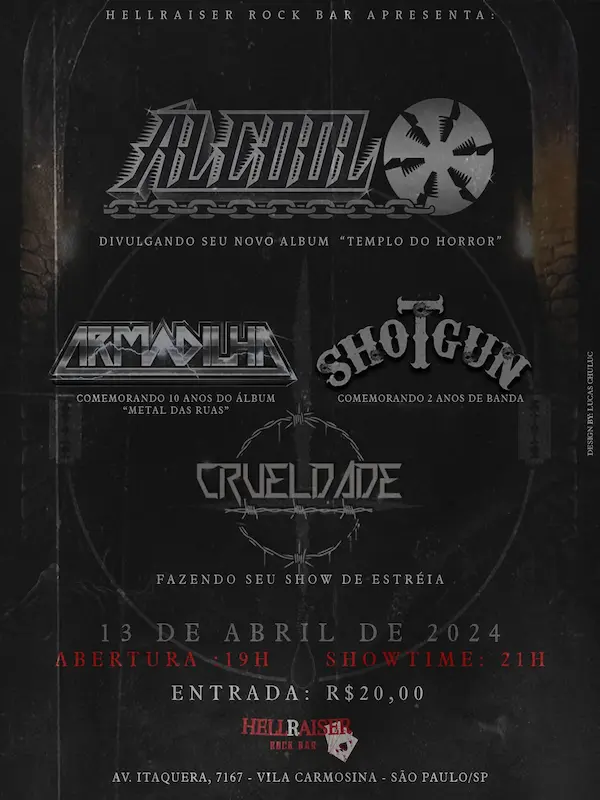 HELLRAISER ROCK BAR APRESENTA:
ÂLCOOL
DIVULGANDO SEU NOVO ALBUM "TEMPLO DO HORROR"
ARMADILHA
COMEMORANDO 10 ANOS DO ÁLBUM
"METAL DAS RUAS"
SHOTGUN
COMEMORANDO 2 ANOS DE BANDA
CRUELDADE
FAZENDO SEU SHOW DE ESTRÉIA
13 DE ABRIL DE 2024
ABERTURA :19H SHOWTIME: 21H
ENTRADA: R$20,00
HELLRAISER
ROCK BAR
AV. ITAQUERA, 7167 - VILA CARMOSINA - SÃO PAULO/SP
DESIGN BY: LUCAS CHULUC